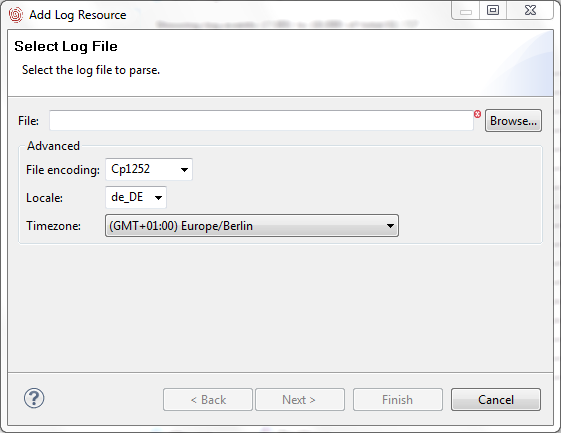 Add Log Resource
Select Log File
Select the log file to parse.
File:
Browse...
Advanced
File encoding: Cp1252
Locale: de_DE
Timezone: (GMT+01:00) Europe/Berlin
< Back Next > Finish Cancel